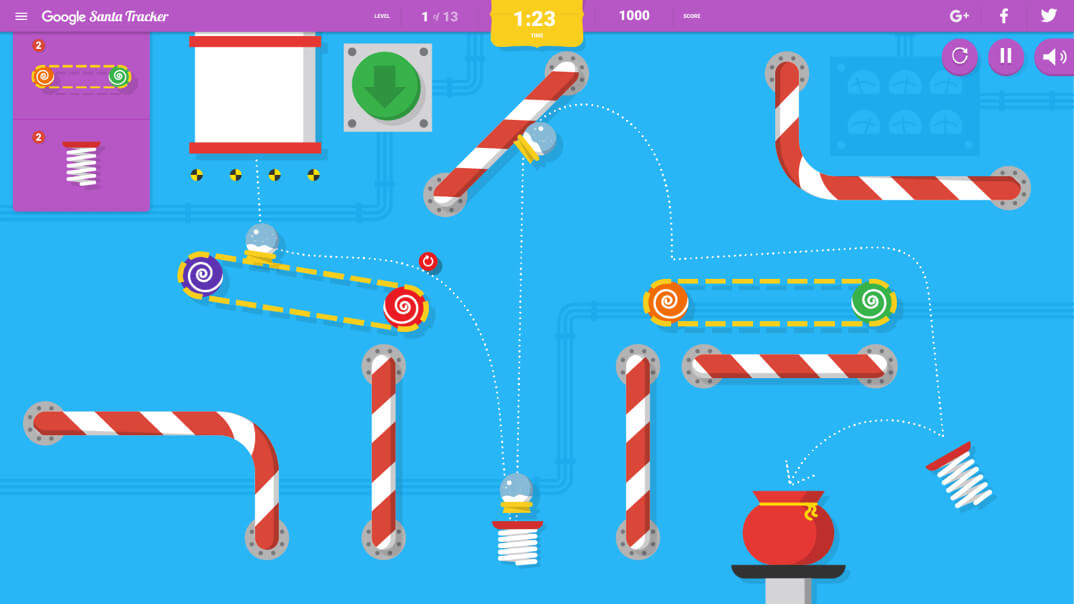 Google Santa Tracker
LEVEL 1 of 13
1:23
TIME
1000 SCORE
G+
2
2